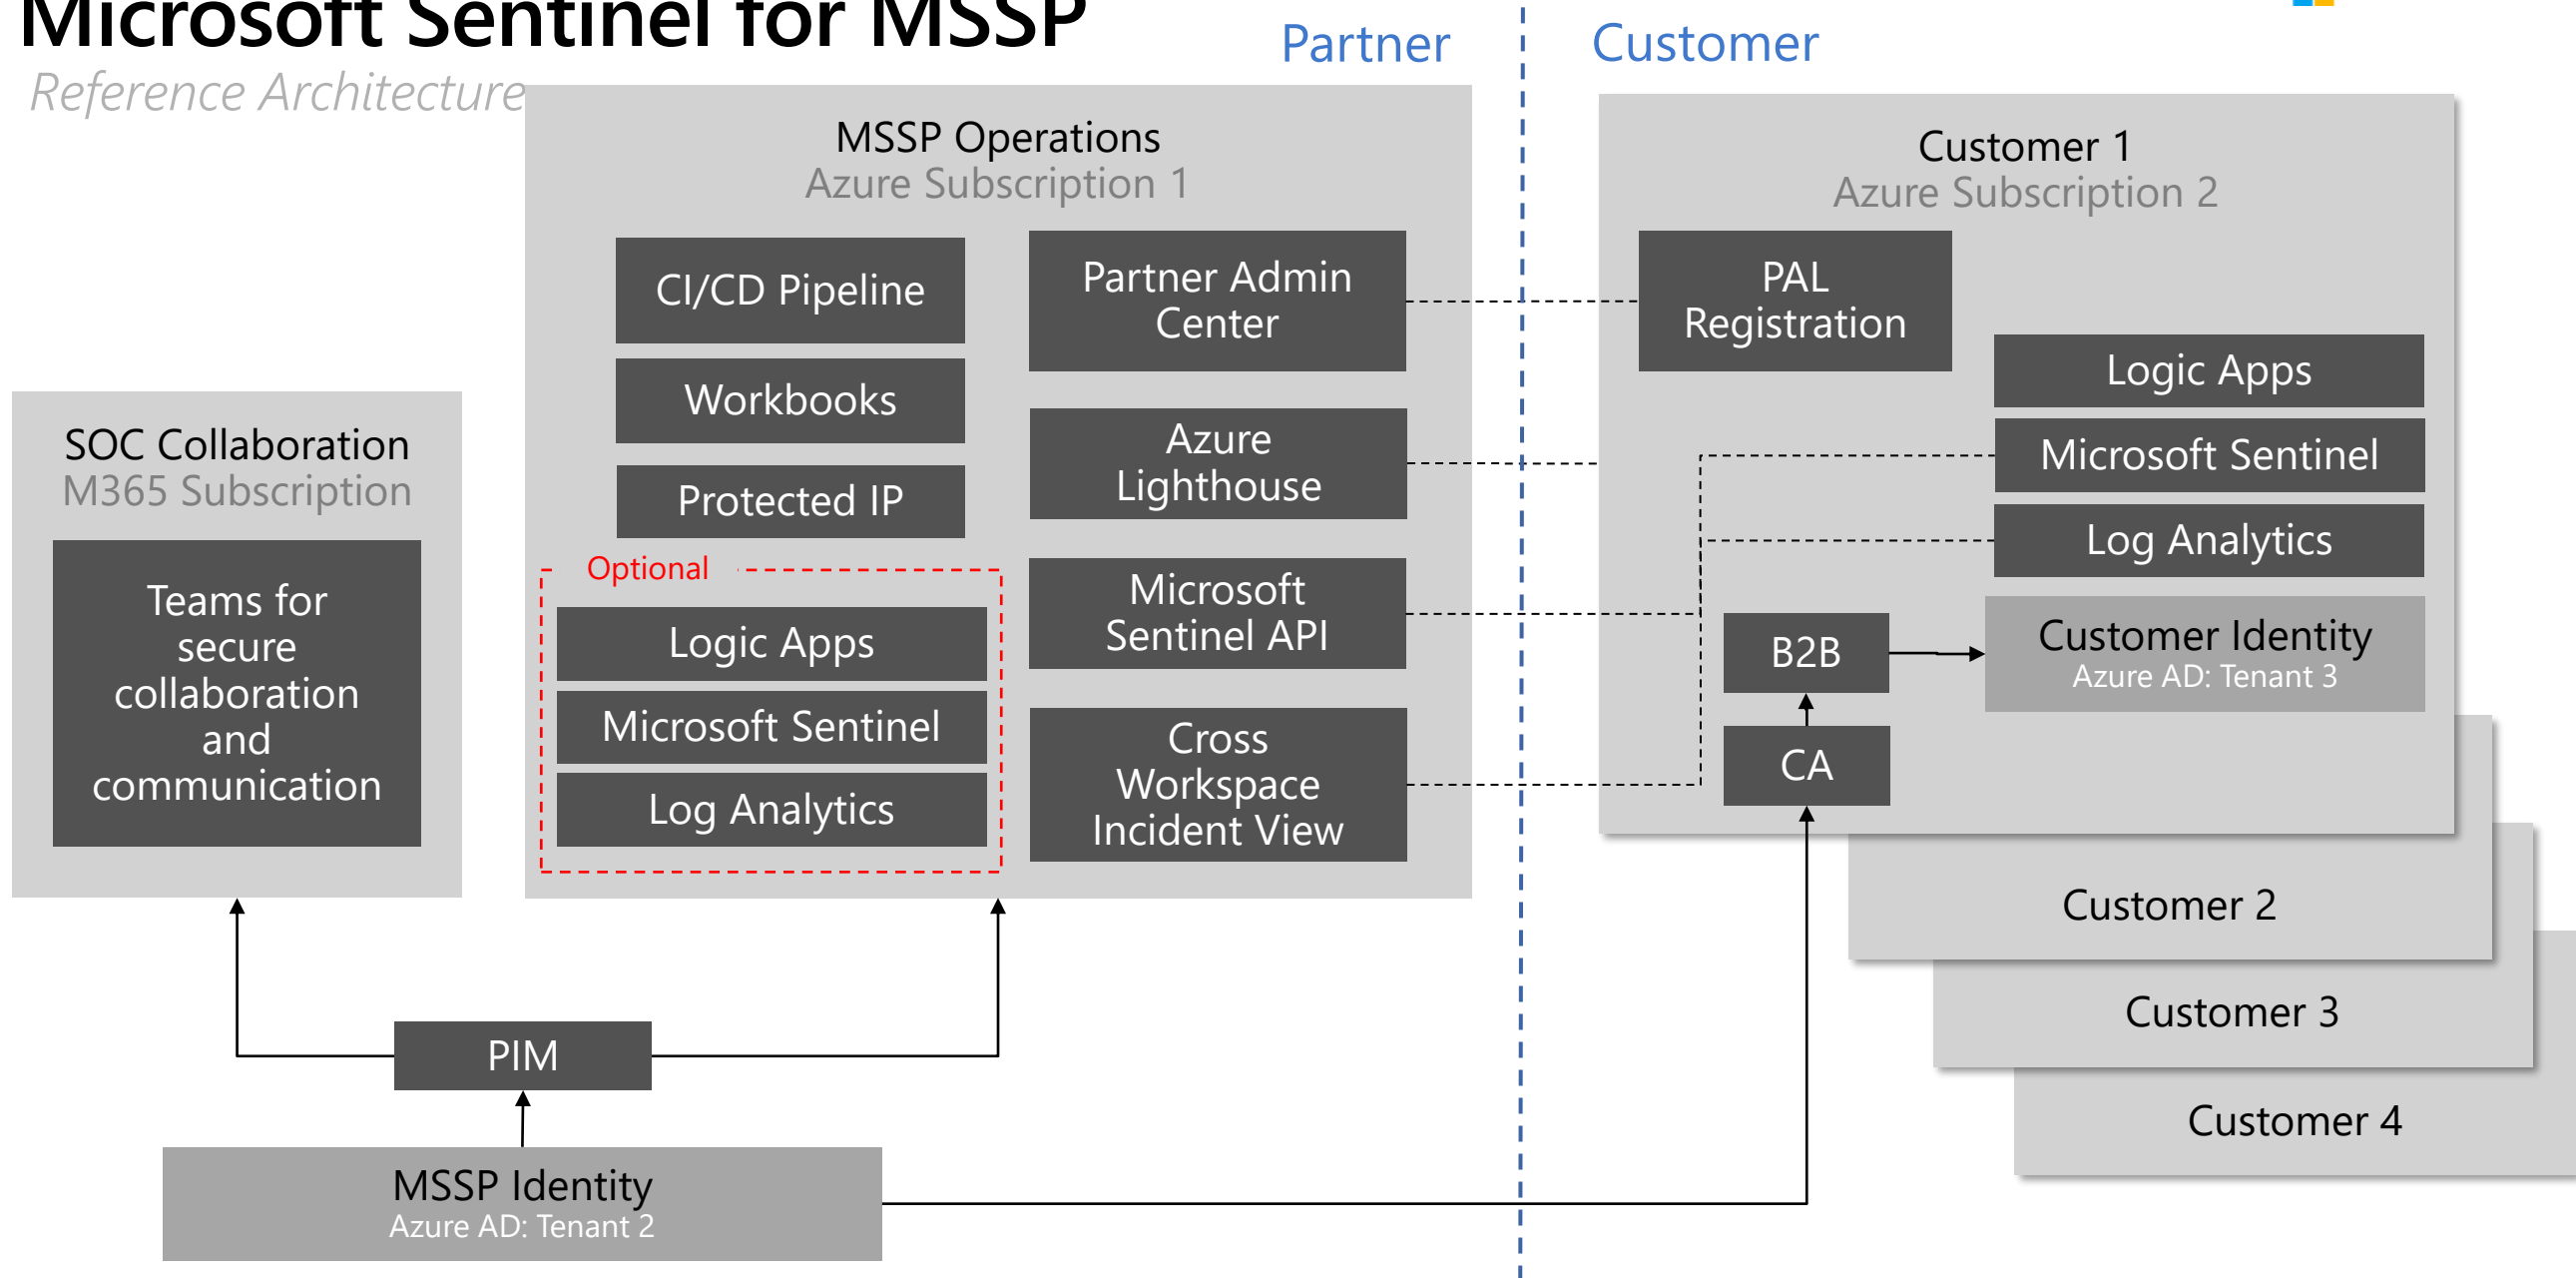 Microsoft Sentinel for MSSP
Reference Architecture
Partner
Customer
SOC Collaboration
M365 Subscription
Teams for
secure
collaboration
and
communication
MSSP Operations
Azure Subscription 1
CI/CD Pipeline
Workbooks
Protected IP
Optional
Logic Apps
Microsoft Sentinel
Log Analytics
Partner Admin
Center
Azure
Lighthouse
Microsoft
Sentinel API
Cross
Workspace
Incident View
PIM
MSSP Identity
Azure AD: Tenant 2
Customer 1
Azure Subscription 2
PAL
Registration
Logic Apps
Microsoft Sentinel
Log Analytics
B2B
CA
Customer Identity
Azure AD: Tenant 3
Customer 2
Customer 3
Customer 4